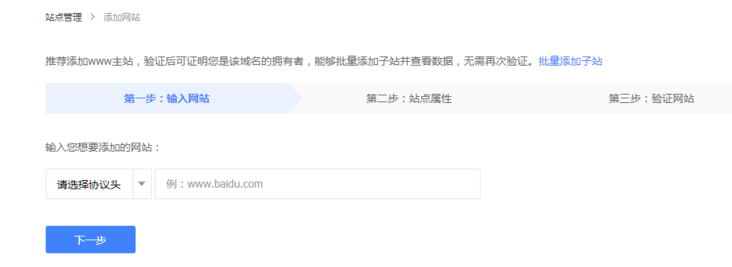 站点管理 > 添加网站
推荐添加www主站，验证后可证明您是该域名的拥有者，能够批量添加子站并查看数据，无需再次验证。批量添加子站
第一步：输入网站 第二步：站点属性 第三步：验证网站
输入您想要添加的网站：
请选择协议头 例：www.baidu.com
下一步